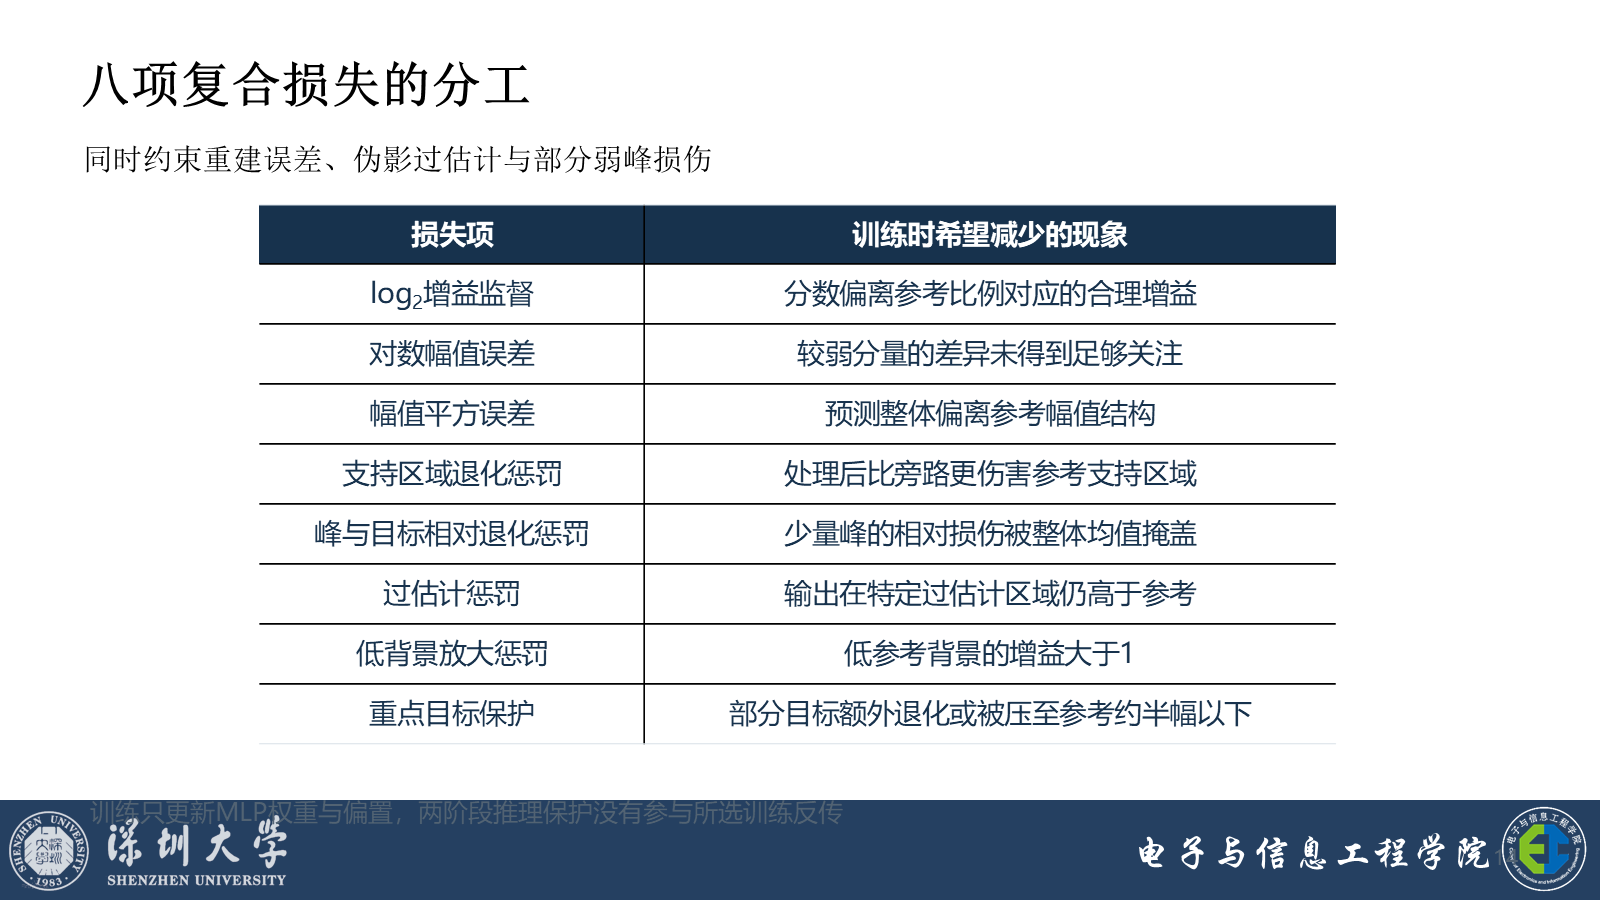 八项复合损失的分工
同时约束重建误差、伪影过估计与部分弱峰损伤
损失项 训练时希望减少的现象
log₂增益监督 分数偏离参考比例对应的合理增益
对数幅值误差 较弱分量的差异未得到足够关注
幅值平方误差 预测整体偏离参考幅值结构
支持区域退化惩罚 处理后比旁路更伤害参考支持区域
峰与目标相对退化惩罚 少量峰的相对损伤被整体均值掩盖
过估计惩罚 输出在特定过估计区域仍高于参考
低背景放大惩罚 低参考背景的增益大于1
重点目标保护 部分目标额外退化或被压至参考约半幅以下
训练只更新MLP权重与偏置，两阶段推理保护没有参与所选训练反传
深圳大学
SHENZHEN UNIVERSITY
电子与信息工程学院
SHENZHEN UNIVERSITY
·1983·
电子与信息工程学院